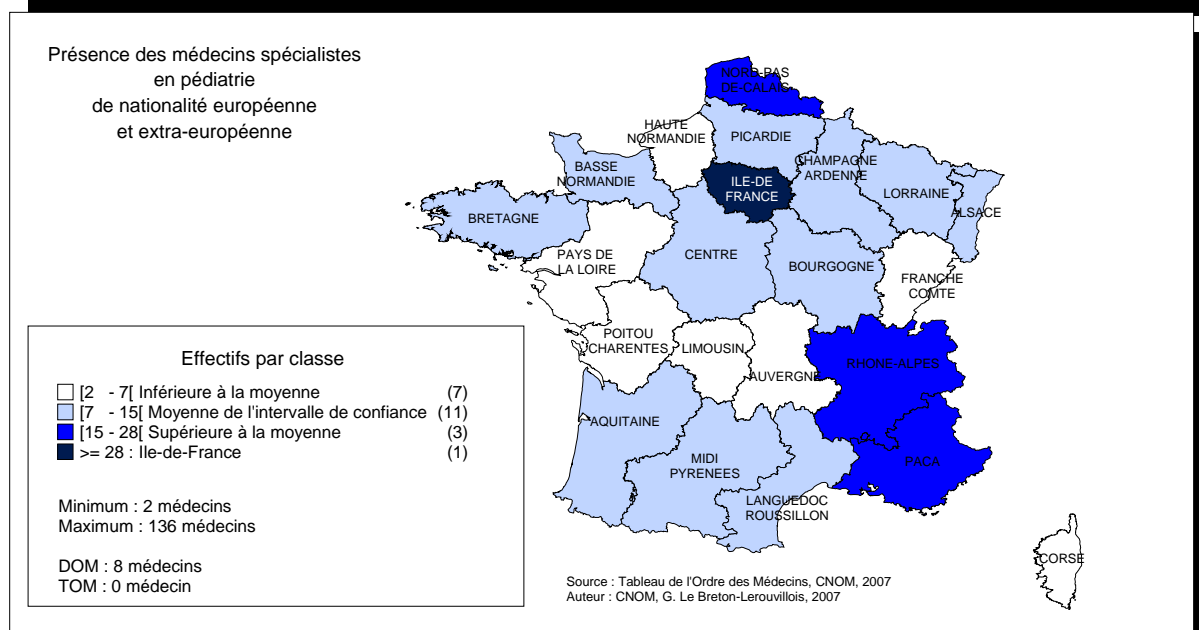 Présence des médecins spécialistes
en pédiatrie
de nationalité européenne
et extra-européenne
NORD-PAS
DE-CALAIS
HAUTE
NORMANDIE
PICARDIE
BASSE
NORMANDIE
CHAMPAGNE
ARDENNE
ILE-DE
FRANCE
LORRAINE
ALSACE
BRETAGNE
PAYS DE
LA LOIRE
CENTRE
BOURGOGNE
FRANCHE
COMTE
POITOU
CHARENTES
LIMOUSIN
AUVERGNE
RHONE-ALPES
AQUITAINE
MIDI
PYRENEES
LANGUEDOC
ROUSSILLON
PACA
CORSE
Effectifs par classe
[2 - 7[ Inférieure à la moyenne (7)
[7 - 15[ Moyenne de l'intervalle de confiance (11)
[15 - 28[ Supérieure à la moyenne (3)
>= 28 : Ile-de-France (1)
Minimum : 2 médecins
Maximum : 136 médecins
DOM : 8 médecins
TOM : 0 médecin
Source : Tableau de l'Ordre des Médecins, CNOM, 2007
Auteur : CNOM, G. Le Breton-Lerouvillois, 2007